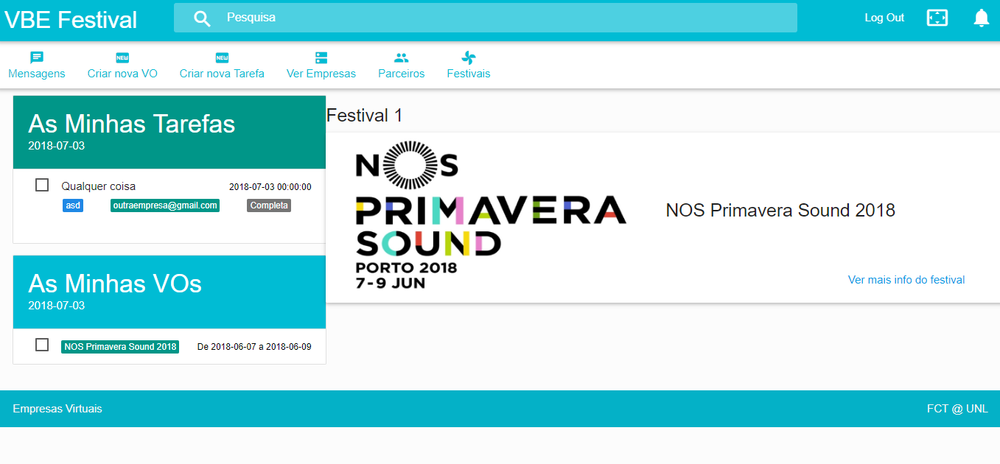 VBE Festival
Pesquisa
Log Out
Mensagens
NEW
Criar nova VO
NEW
Criar nova Tarefa
Ver Empresas
Parceiros
Festivais
As Minhas Tarefas
2018-07-03
Qualquer coisa 2018-07-03 00:00:00
asd outraempresa@gmail.com Completa
As Minhas VOs
2018-07-03
NOS Primavera Sound 2018 De 2018-06-07 a 2018-06-09
Festival 1
NOS
PRIMAVERA
SOUND
PORTO 2018
7-9 JUN
NOS Primavera Sound 2018
Ver mais info do festival
Empresas Virtuais FCT @ UNL